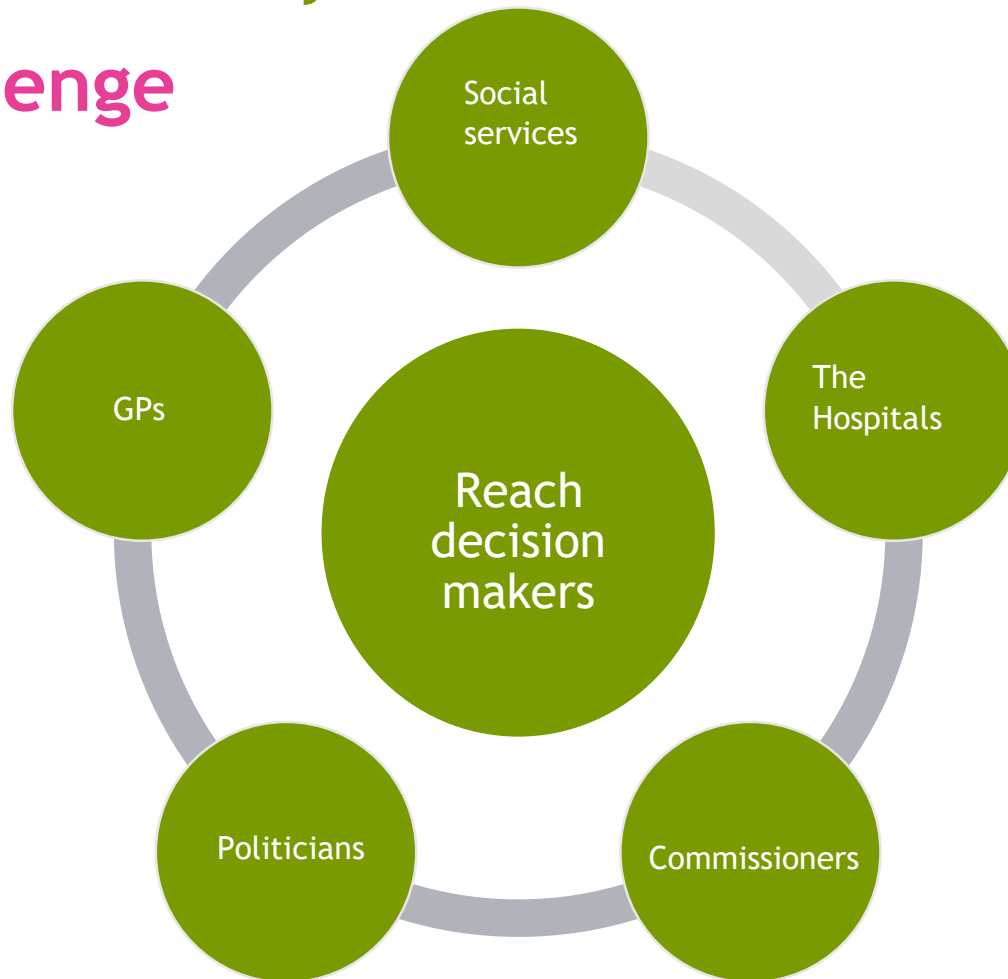 enge
Social
services
The
Hospitals
GPs
Reach
decision
makers
Politicians
Commissioners